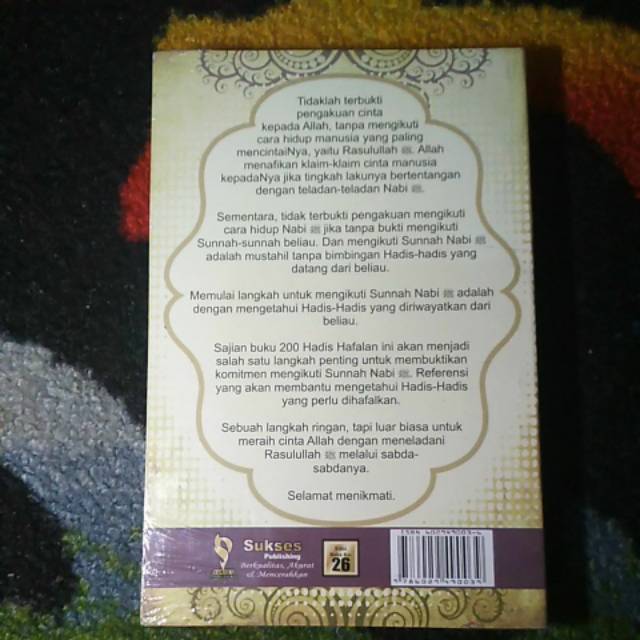 Tidaklah terbukti
pengakuan cinta
kepada Allah, tanpa mengikuti
cara hidup manusia yang paling
mencintaiNya, yaitu Rasulullah ﷺ. Allah
menafikan klaim-klaim cinta manusia
kepadaNya jika tingkah lakunya bertentangan
dengan teladan-teladan Nabi ﷺ.
Sementara, tidak terbukti pengakuan mengikuti
cara hidup Nabi ﷺ jika tanpa bukti mengikuti
Sunnah-sunnah beliau. Dan mengikuti Sunnah Nabi ﷺ
adalah mustahil tanpa bimbingan Hadis-hadis yang
datang dari beliau.
Memulai langkah untuk mengikuti Sunnah Nabi ﷺ adalah
dengan mengetahui Hadis-Hadis yang diriwayatkan dari
beliau.
Sajian buku 200 Hadis Hafalan ini akan menjadi
salah satu langkah penting untuk membuktikan
komitmen mengikuti Sunnah Nabi ﷺ. Referensi
yang akan membantu mengetahui Hadis-Hadis
yang perlu dihafalkan.
Sebuah langkah ringan, tapi luar biasa untuk
meraih cinta Allah dengan meneladani
Rasulullah ﷺ melalui sabda-
sabdanya.
Selamat menikmati.
Sukses
Publishing
Berkualitas, Akurat
& Mencerahkan
26
ISBN